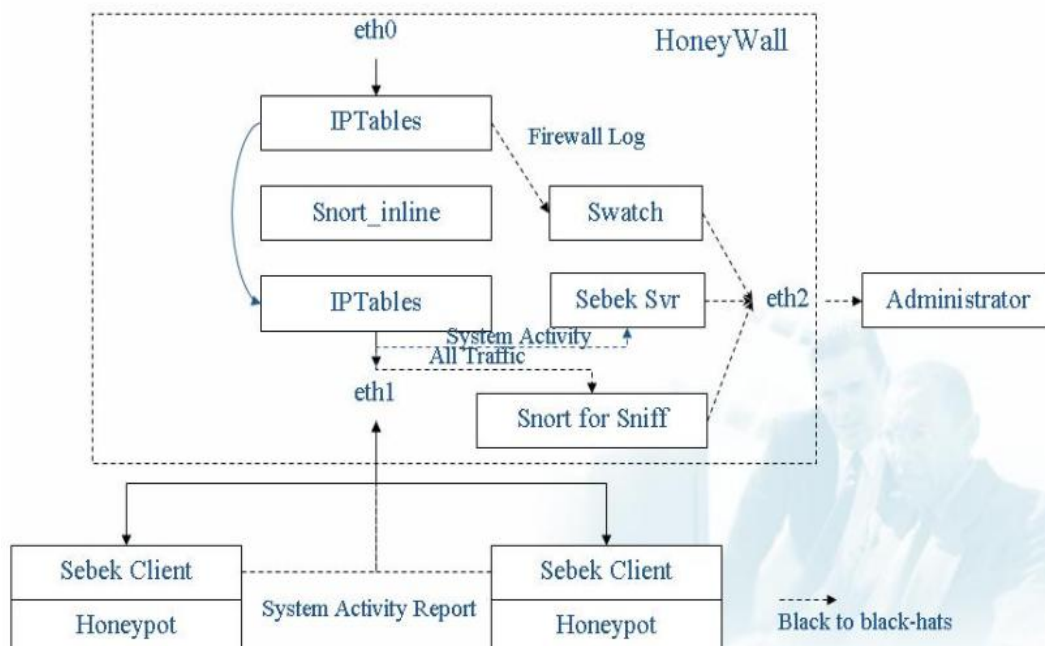 eth0
HoneyWall
IPTables
Firewall Log
Snort_inline
Swatch
IPTables
Sebek Svr
eth2
Administrator
System Activity
All Traffic
eth1
Snort for Sniff
Sebek Client
Sebek Client
System Activity Report
Honeypot
Honeypot
Black to black-hats